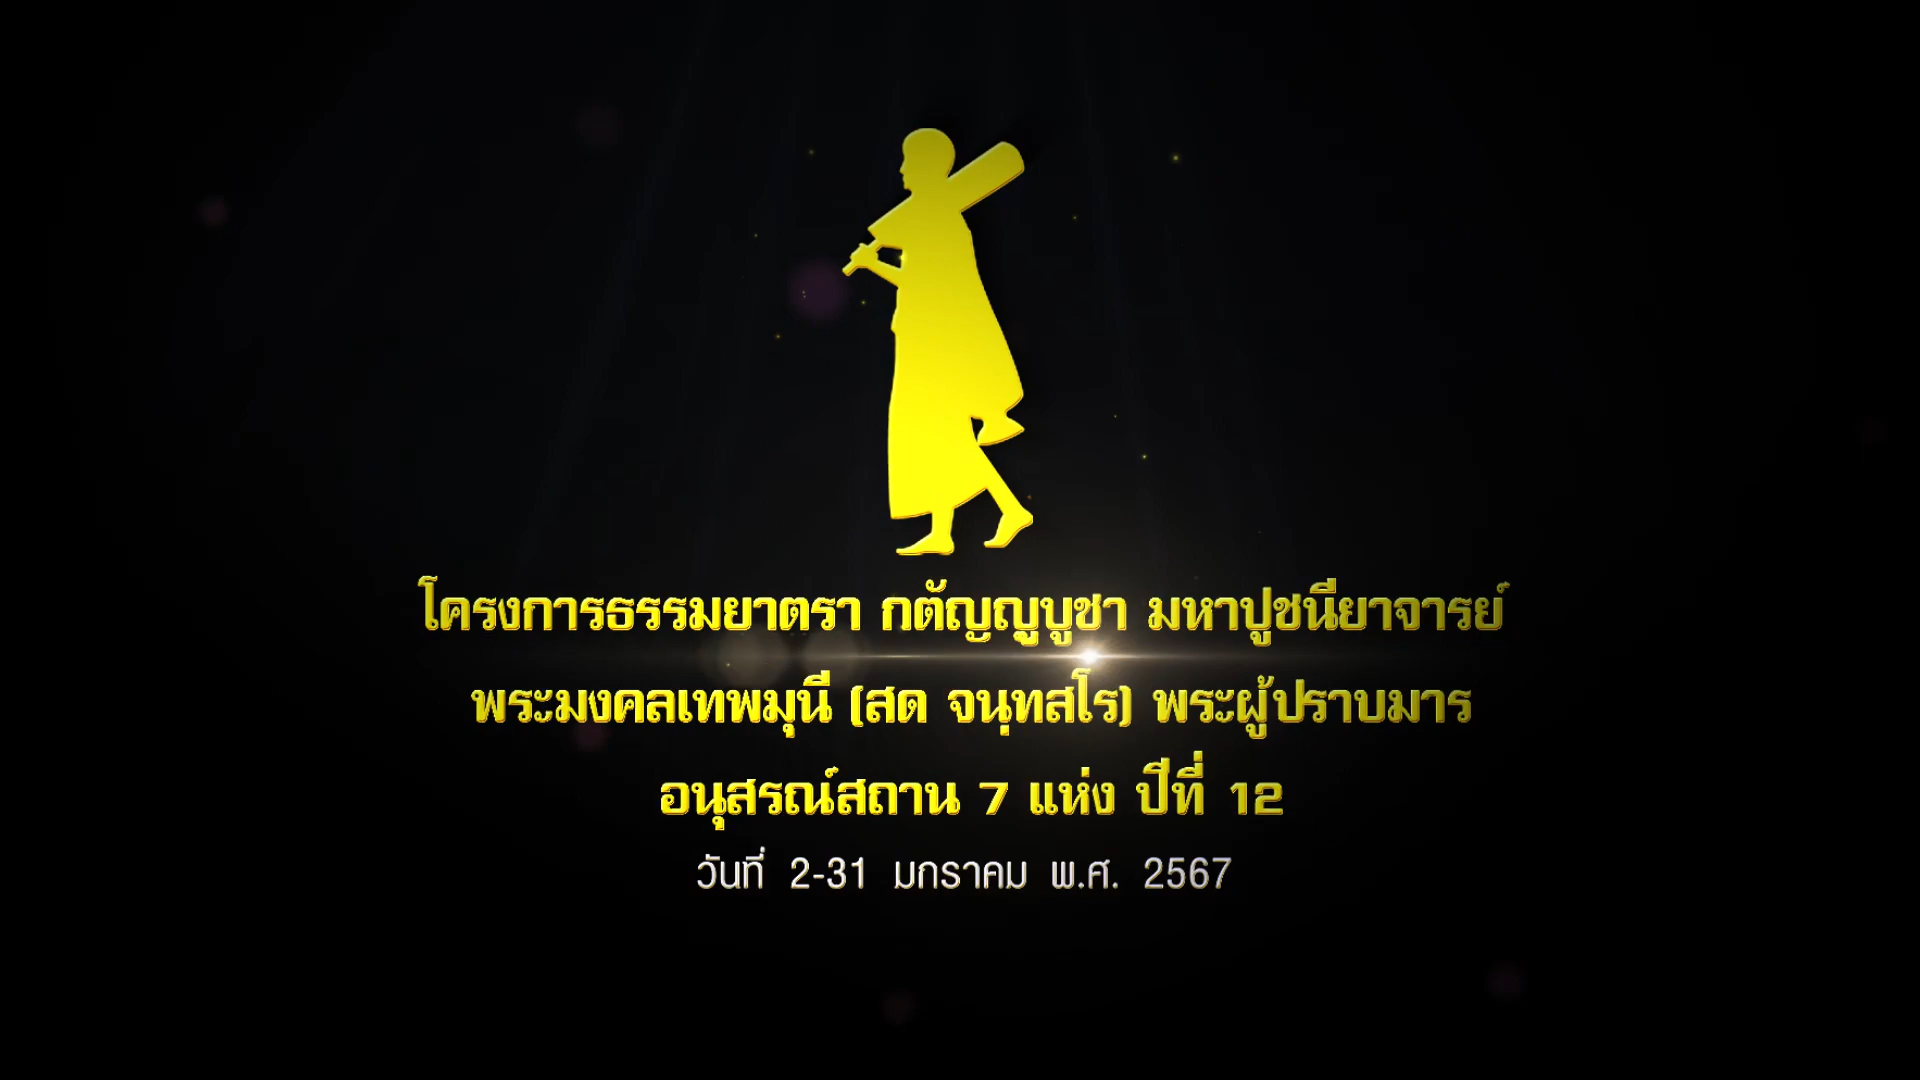 โครงการธรรมยาตรา กตัญญูบูชา มหาปูชนียาจารย์
พระมงคลเทพมุนี (สด จนฺทสโร) พระผู้ปราบมาร
อนุสรณ์สถาน 7 แห่ง ปีที่ 12
วันที่ 2-31 มกราคม พ.ศ. 2567